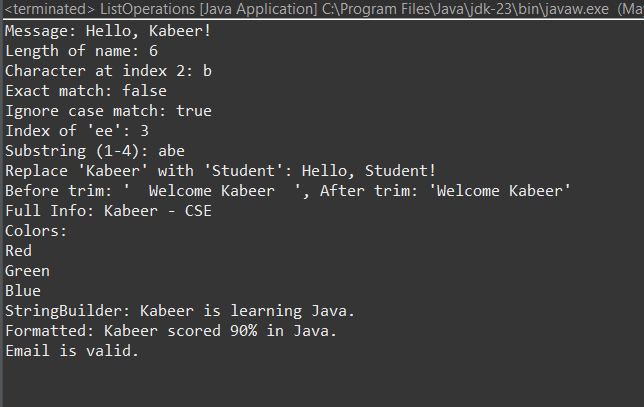 <terminated> ListOperations [Java Application] C:\Program Files\Java\jdk-23\bin\javaw.exe (Ma
Message: Hello, Kabeer!
Length of name: 6
Character at index 2: b
Exact match: false
Ignore case match: true
Index of 'ee': 3
Substring (1-4): abe
Replace 'Kabeer' with 'Student': Hello, Student!
Before trim: '  Welcome Kabeer  ', After trim: 'Welcome Kabeer'
Full Info: Kabeer - CSE
Colors:
Red
Green
Blue
StringBuilder: Kabeer is learning Java.
Formatted: Kabeer scored 90% in Java.
Email is valid.